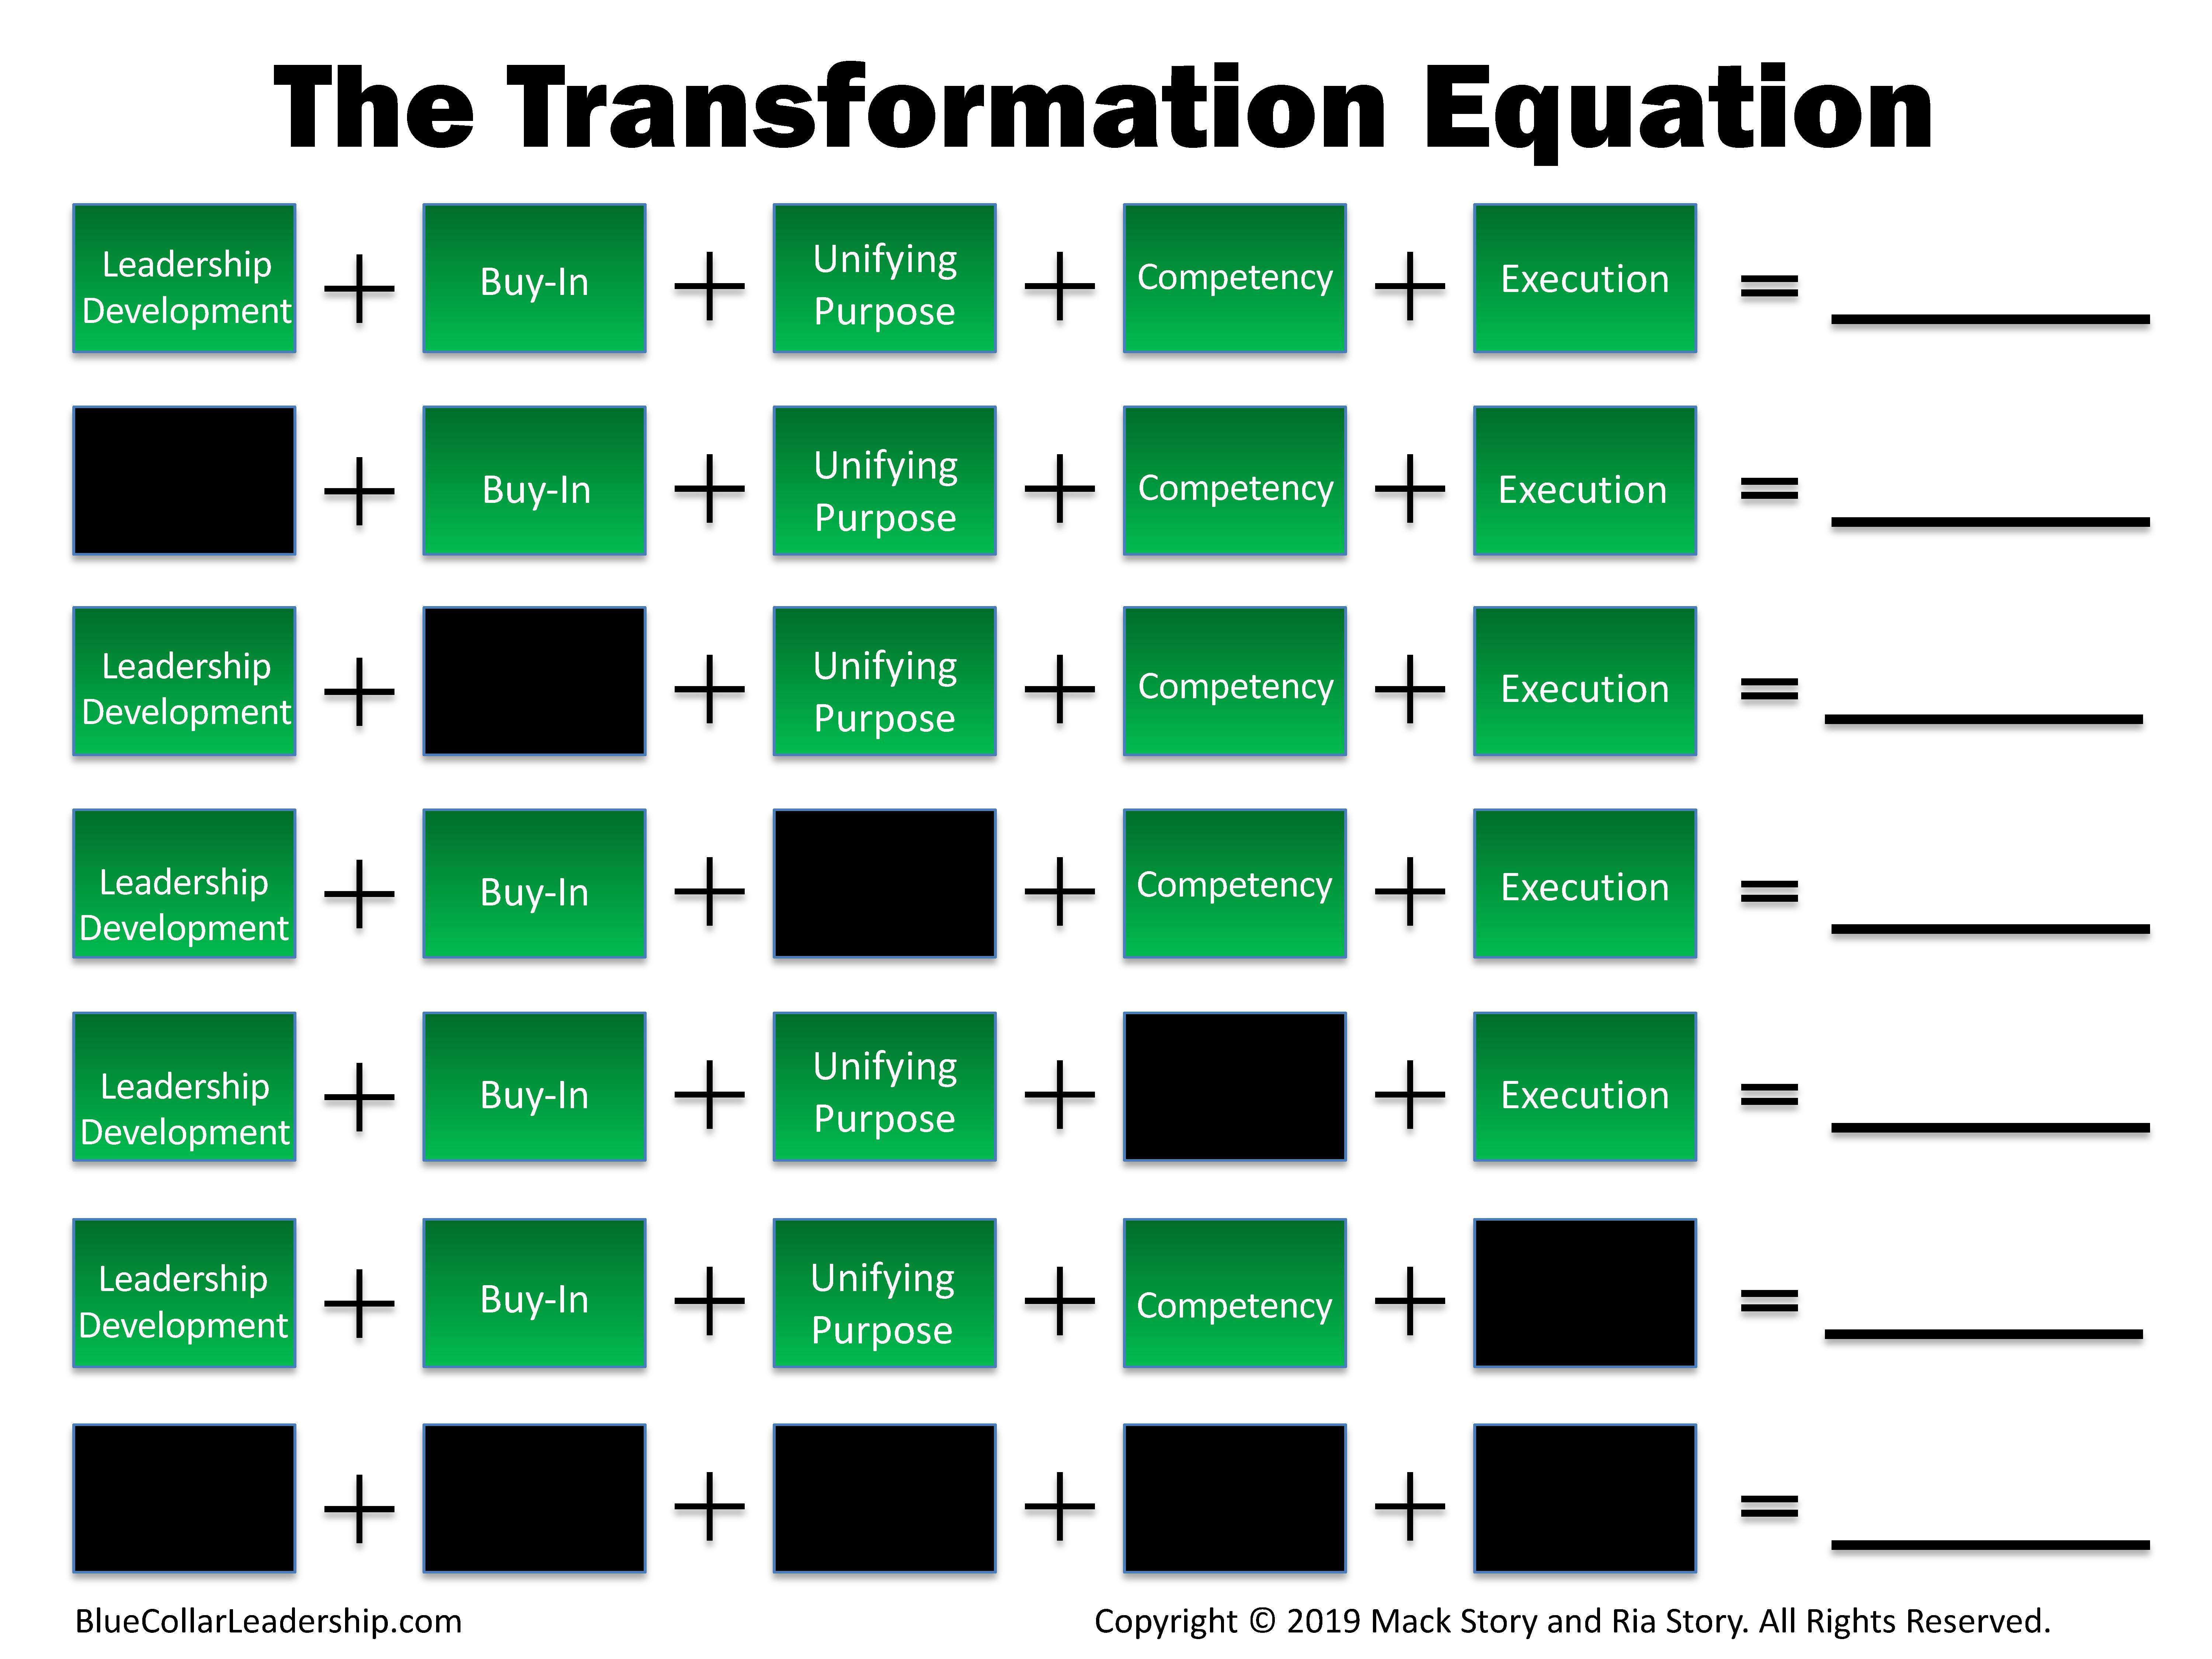 The Transformation Equation
Leadership
Development
+
Buy-In
+
Unifying
Purpose
+
Competency
+
Execution
=
+
Buy-In
+
Unifying
Purpose
+
Competency
+
Execution
=
Leadership
Development
+
+
Unifying
Purpose
+
Competency
+
Execution
=
Leadership
Development
+
Buy-In
+
+
Competency
+
Execution
=
Leadership
Development
+
Buy-In
+
Unifying
Purpose
+
+
Execution
=
Leadership
Development
+
Buy-In
+
Unifying
Purpose
+
Competency
+
=
+
+
+
+
=
BlueCollarLeadership.com
Copyright © 2019 Mack Story and Ria Story. All Rights Reserved.